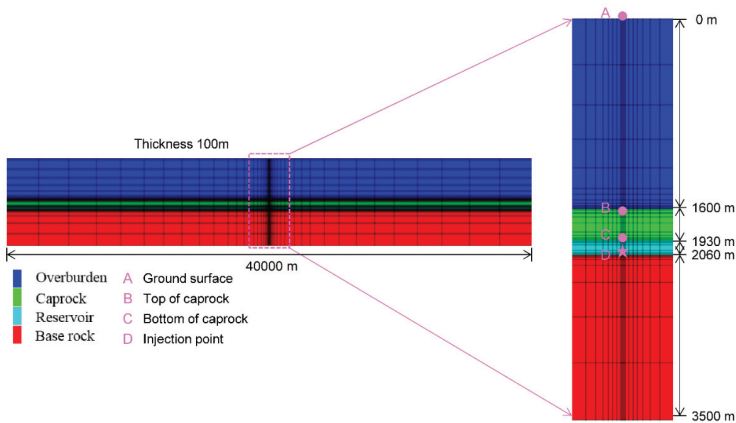 A
0 m
Thickness 100m
B
1600 m
C
1930 m
D
2060 m
40000 m
Overburden
A Ground surface
Caprock
B Top of caprock
Reservoir
C Bottom of caprock
Base rock
D Injection point
3500 m